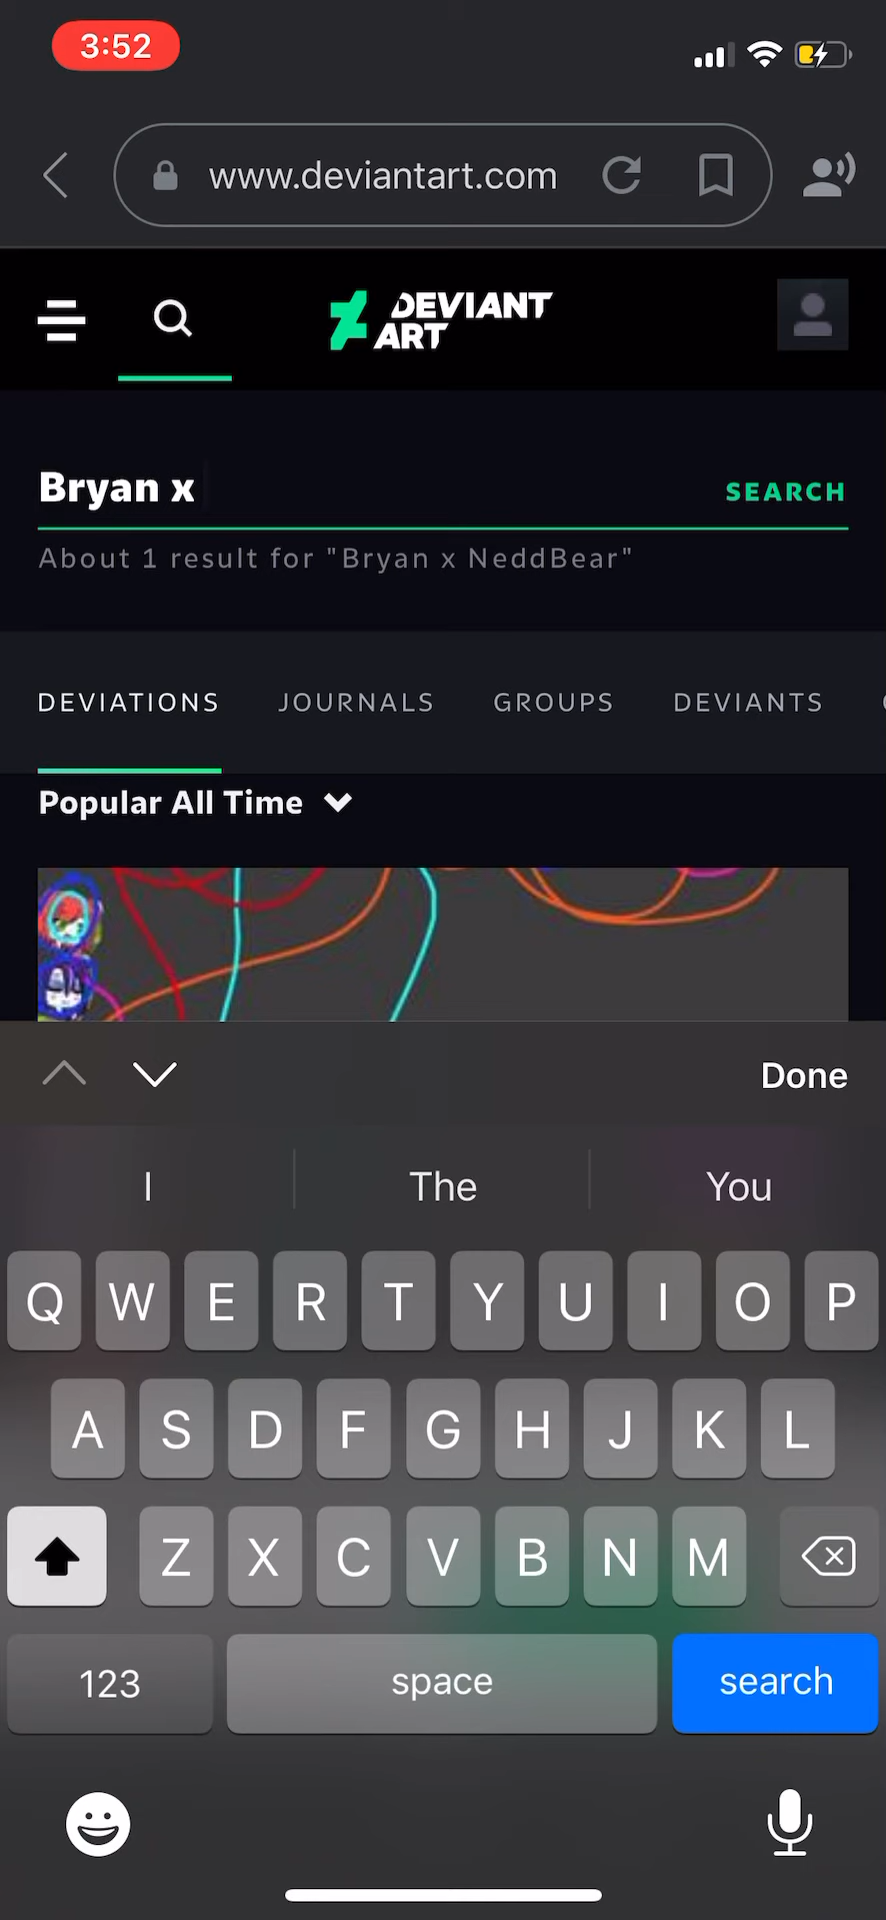 3:52
www.deviantart.com
DEVIANT
ART
Bryan x
SEARCH
About 1 result for "Bryan x NeddBear"
DEVIATIONS JOURNALS GROUPS DEVIANTS
Popular All Time
Done
I The You
Q W E R T Y U I O P
A S D F G H J K L
Z X C V B N M
123 space search